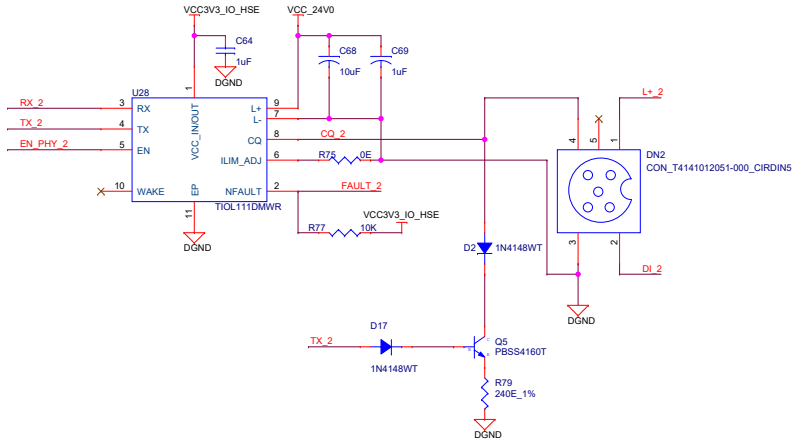 VCC3V3_IO_HSE
VCC_24V0
C64
1uF
DGND
C68
10uF
C69
1uF
U28
RX_2
3
RX
TX_2
4
TX
EN_PHY_2
5
EN
10
WAKE
1
VCC_IN/OUT
EP
11
DGND
L+
9
L-
7
CQ
8
CQ_2
ILIM_ADJ
6
R75
0E
NFAULT
2
FAULT_2
TIOL111DMWR
DGND
VCC3V3_IO_HSE
R77
10K
D2
1N4148WT
L+_2
4
5
1
DN2
CON_T4141012051-000_CIRDIN5
3
2
DI_2
DGND
TX_2
D17
1N4148WT
Q5
PBSS4160T
R79
240E_1%
DGND